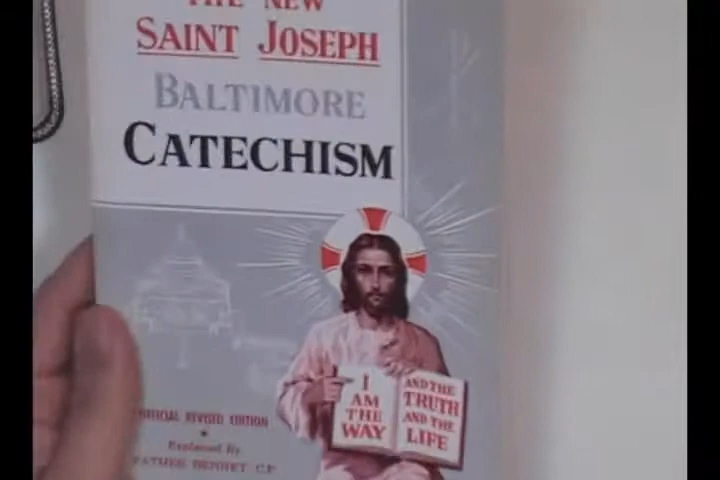 THE NEW
SAINT JOSEPH
BALTIMORE
CATECHISM
I
AM
THE
WAY
AND THE
TRUTH
AND THE
LIFE
OFFICIAL REVISED EDITION
Explained By
FATHER BENNET C.P.